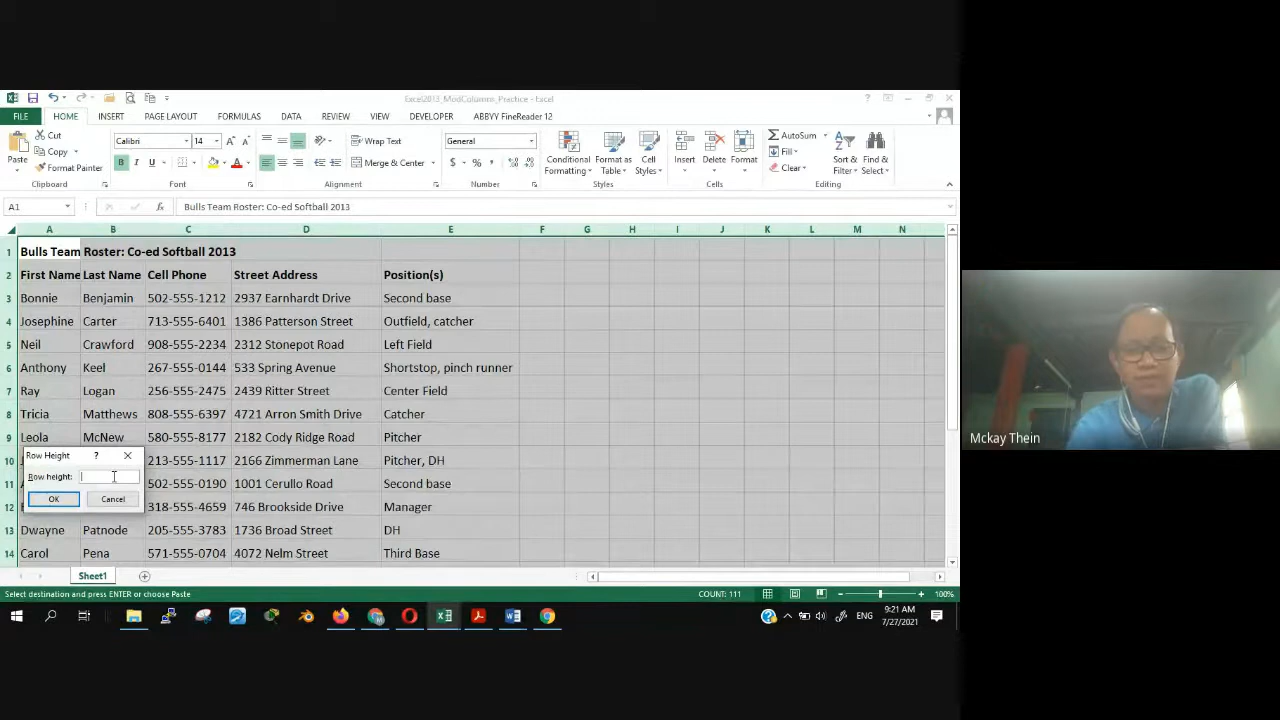 Excel2013_ModColumn_Practice - Excel
FILE HOME INSERT PAGE LAYOUT FORMULAS DATA REVIEW VIEW DEVELOPER ABBYY FineReader 12
Paste Cut Copy Format Painter Clipboard
Calibri 14 B I U A Font
Wrap Text Merge & Center Alignment
General $ % Number
Conditional Formatting Format as Table Cell Styles Styles
Insert Delete Format Cells
AutoSum Fill Clear Sort & Filter Find & Select Editing
A1 fx Bulls Team Roster: Co-ed Softball 2013
A B C D E F G H I J K L M N
1 Bulls Team Roster: Co-ed Softball 2013
2 First Name Last Name Cell Phone Street Address Position(s)
3 Bonnie Benjamin 502-555-1212 2937 Earnhardt Drive Second base
4 Josephine Carter 713-555-6401 1386 Patterson Street Outfield, catcher
5 Neil Crawford 908-555-2234 2312 Stonepot Road Left Field
6 Anthony Keel 267-555-0144 533 Spring Avenue Shortstop, pinch runner
7 Ray Logan 256-555-2475 2439 Ritter Street Center Field
8 Tricia Matthews 808-555-6397 4721 Arron Smith Drive Catcher
9 Leola McNew 580-555-8177 2182 Cody Ridge Road Pitcher
10 213-555-1117 2166 Zimmerman Lane Pitcher, DH
11 502-555-0190 1001 Cerullo Road Second base
12 318-555-4659 746 Brookside Drive Manager
13 Dwayne Patnode 205-555-3783 1736 Broad Street DH
14 Carol Pena 571-555-0704 4072 Nelm Street Third Base
Row Height ? 
Row height:
OK Cancel
Sheet1
Select destination and press ENTER or choose Paste COUNT: 111 100%
ENG 9:21 AM
7/27/2021
Mckay Thein